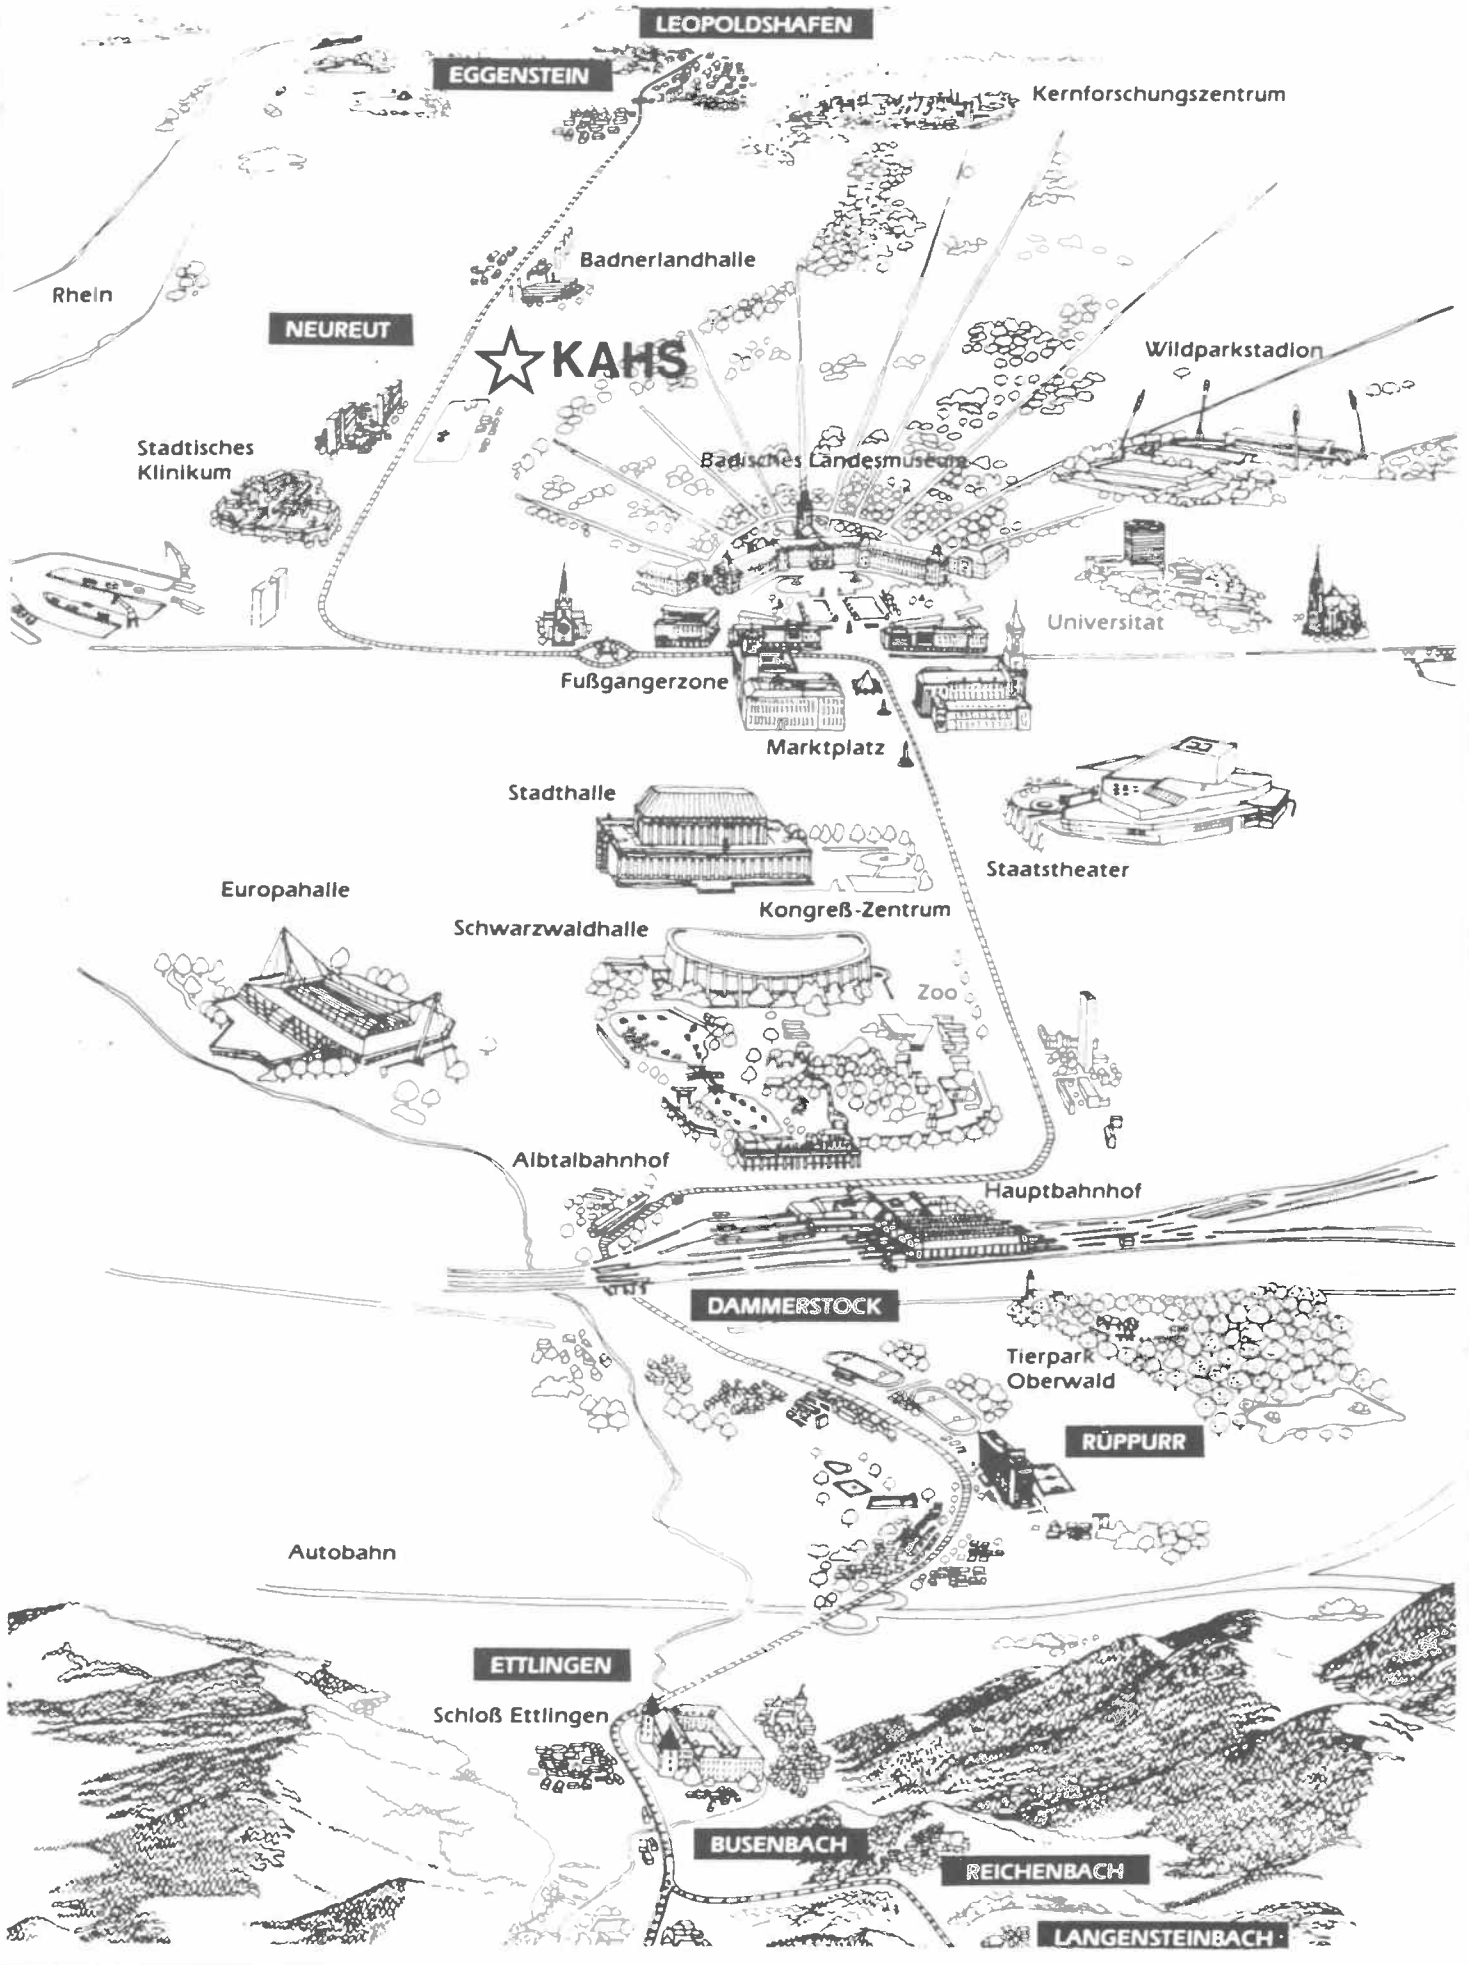 LEOPOLDSHAFEN
EGGENSTEIN
Kernforschungszentrum
Badnerlandhalle
Rhein
NEUREUT
KAHS
Wildparkstadion
Stadtisches
Klinikum
Badisches Landesmuseum
Universitat
Fußgangerzone
Marktplatz
Stadthalle
Staatstheater
Europahalle
Kongreß-Zentrum
Schwarzwaldhalle
Zoo
Albtalbahnhof
Hauptbahnhof
DAMMERSTOCK
Tierpark
Oberwald
RÜPPURR
Autobahn
ETTLINGEN
Schloß Ettlingen
BUSENBACH
REICHENBACH
LANGENSTEINBACH